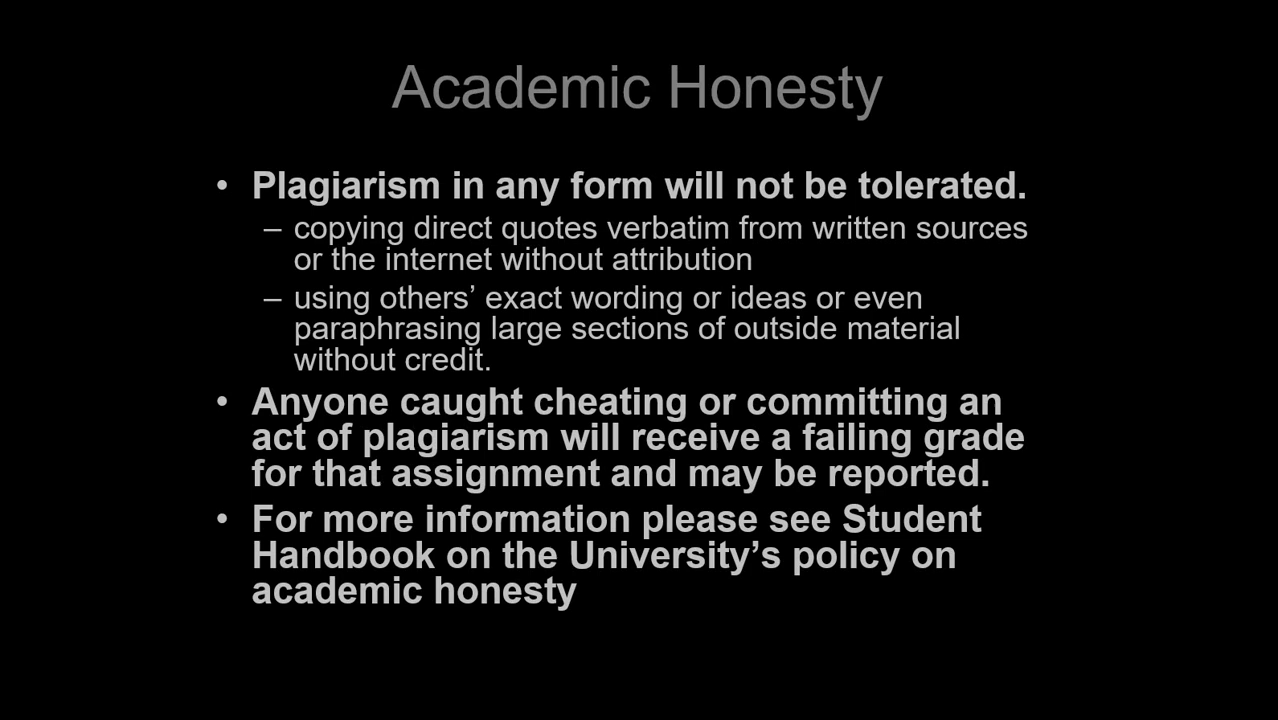 Academic Honesty
• Plagiarism in any form will not be tolerated.
– copying direct quotes verbatim from written sources
or the internet without attribution
– using others’ exact wording or ideas or even
paraphrasing large sections of outside material
without credit.
• Anyone caught cheating or committing an
act of plagiarism will receive a failing grade
for that assignment and may be reported.
• For more information please see Student
Handbook on the University’s policy on
academic honesty